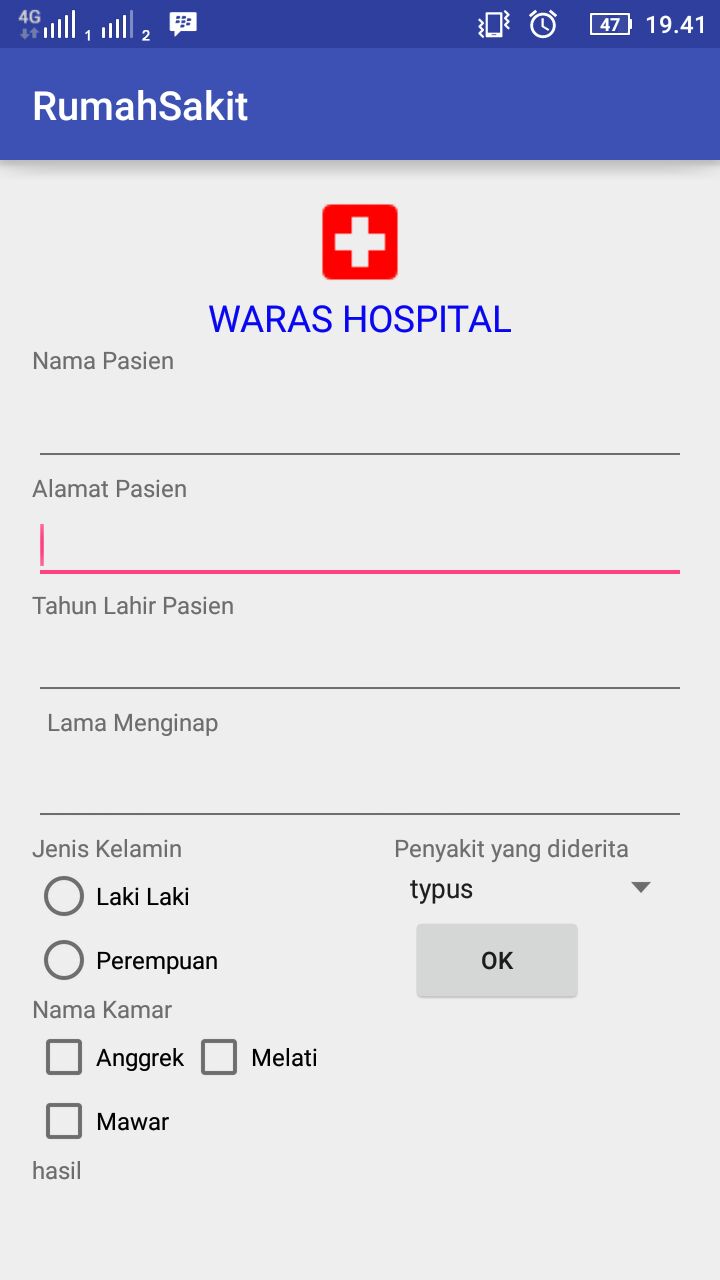 4G 1 2 47 19.41
RumahSakit
WARAS HOSPITAL
Nama Pasien
Alamat Pasien
Tahun Lahir Pasien
Lama Menginap
Jenis Kelamin
Laki Laki
Perempuan
Penyakit yang diderita
typus
OK
Nama Kamar
Anggrek Melati
Mawar
hasil